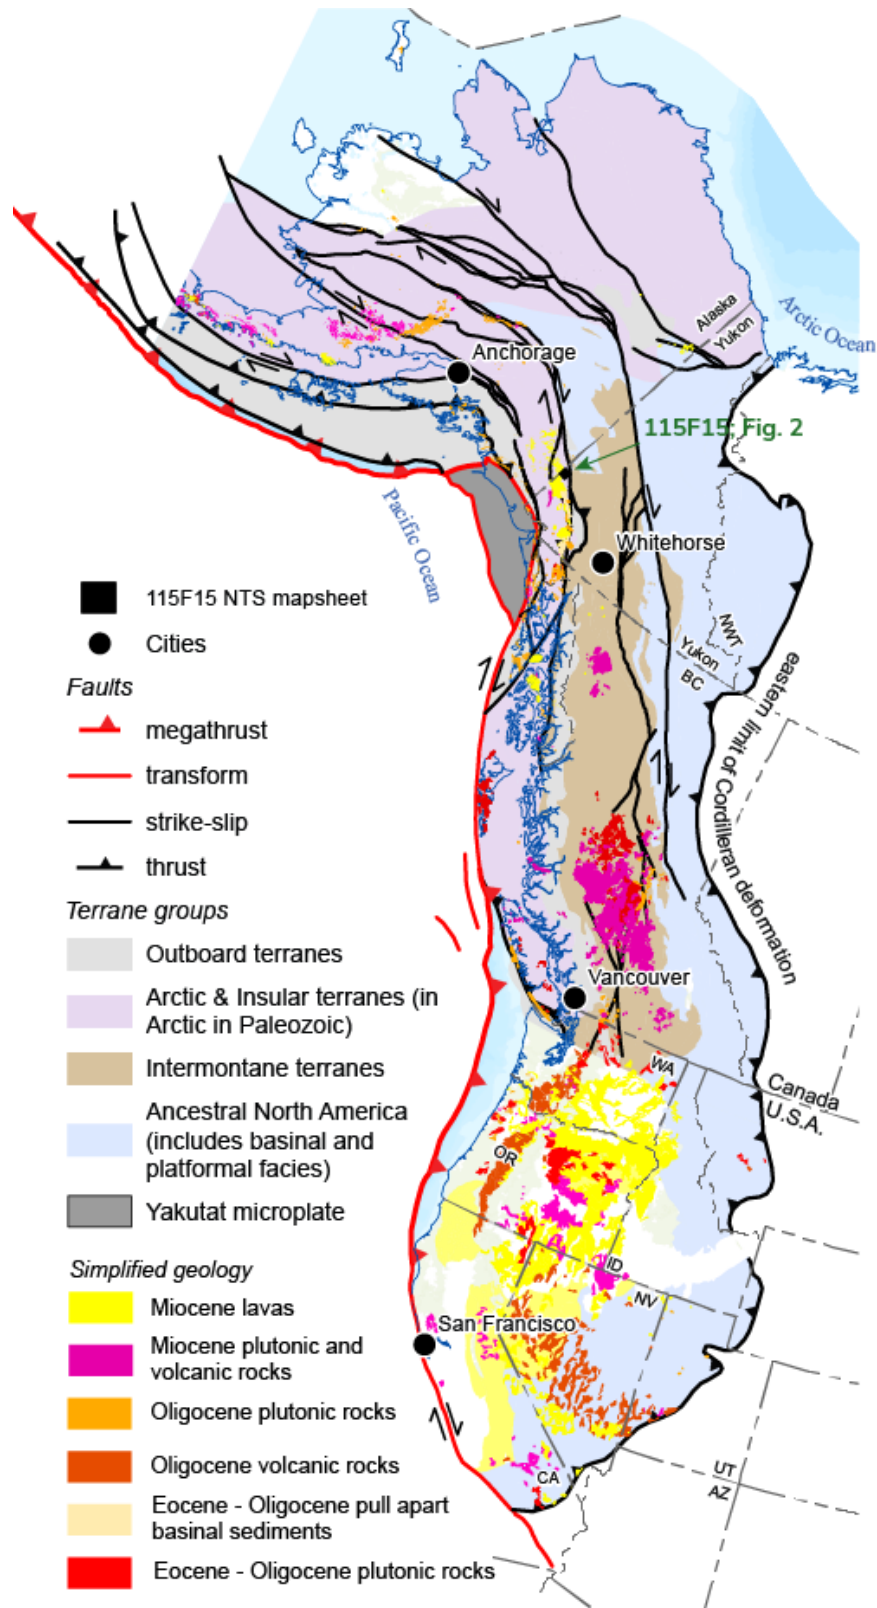 Alaska
Yukon
Arctic Ocean
Anchorage
115F15; Fig. 2
Pacific Ocean
Whitehorse
NWT
Yukon
BC
eastern limit of Cordilleran deformation
115F15 NTS mapsheet
Cities
Faults
megathrust
transform
strike-slip
thrust
Terrane groups
Outboard terranes
Arctic & Insular terranes (in
Arctic in Paleozoic)
Intermontane terranes
Ancestral North America
(includes basinal and
platformal facies)
Yakutat microplate
Vancouver
WA
Canada
U.S.A.
OR
ID
NV
San Francisco
CA
UT
AZ
Simplified geology
Miocene lavas
Miocene plutonic and
volcanic rocks
Oligocene plutonic rocks
Oligocene volcanic rocks
Eocene - Oligocene pull apart
basinal sediments
Eocene - Oligocene plutonic rocks